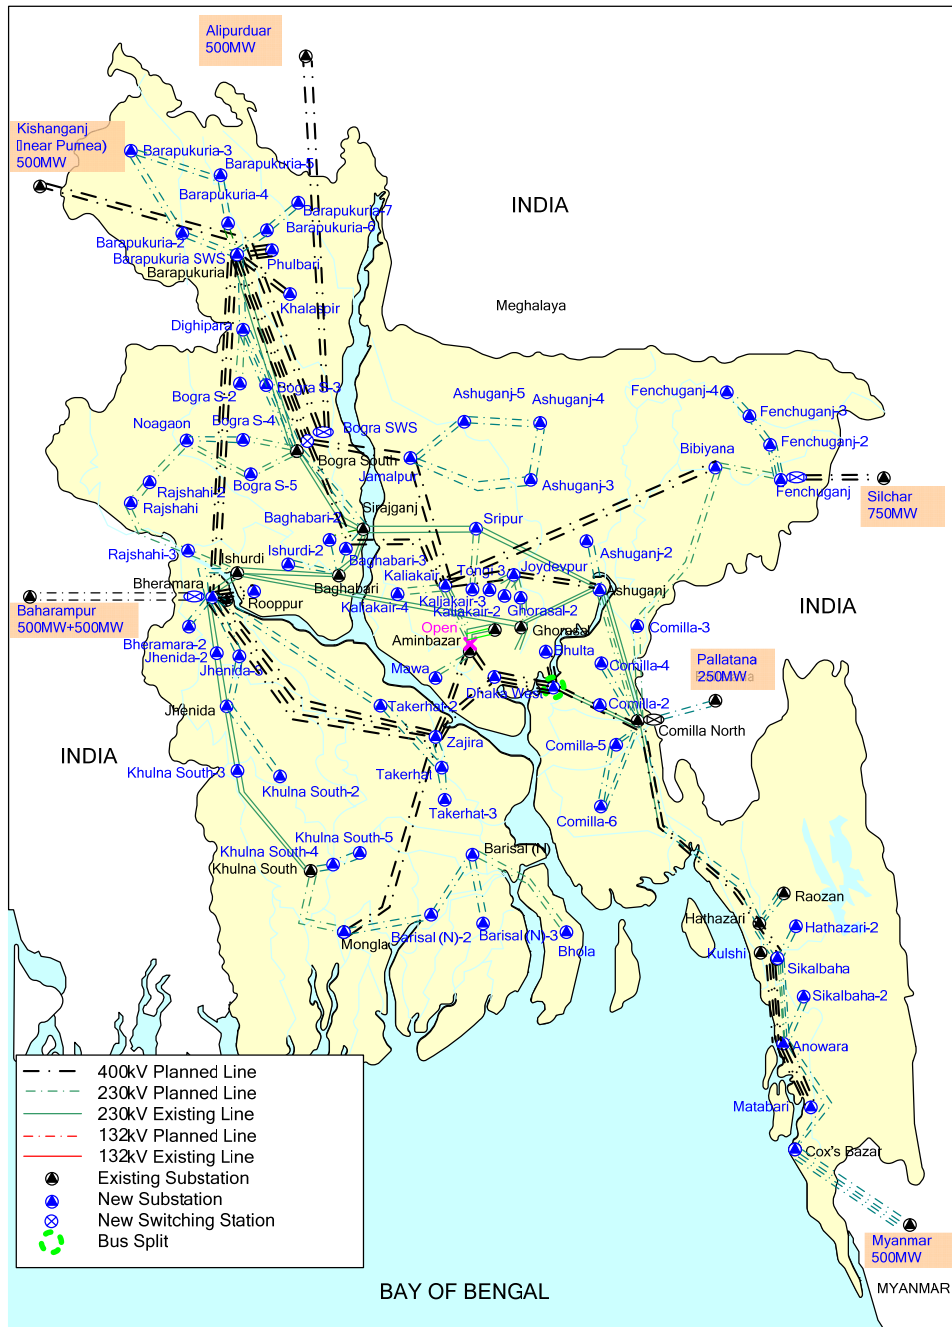 Alipurduar
500MW
Kishanganj
(near Purnea)
500MW
Barapukuria-3
Barapukuria-5
Barapukuria-4
Barapukuria-7
Barapukuria-6
Barapukuria-2
Barapukuria SWS
Barapukuria
Phulbari
Khalaspir
INDIA
Meghalaya
Dighipara
Bogra S-2
Bogra S-3
Noagaon
Bogra S-4
Bogra SWS
Bogra South
Bogra S-5
Rajshahi-2
Rajshahi
Jamalpur
Ashuganj-5
Ashuganj-4
Ashuganj-3
Fenchuganj-4
Fenchuganj-3
Fenchuganj-2
Bibiyana
Fenchuganj
Silchar
750MW
Sirajganj
Baghabari-2
Sripur
Rajshahi-3
Ishurdi
Ishurdi-2
Baghabari-3
Ashuganj-2
Bheramara
Baghabari
Kaliakair
Tongi-3
Joydevpur
Rooppur
Kaliakair-4
Kaliakair-3
Kaliakair-2
Ghorasal-2
Ashuganj
INDIA
Baharampur
500MW+500MW
Open
Ghorasal
Comilla-3
Bheramara-2
Aminbazar
Bhulta
Jhenida-2
Jhenida-3
Mawa
Comilla-4
Pallatana
250MW
Dhaka West
Jhenida
Takerhat-2
Comilla-2
Comilla North
Zajira
Comilla-5
INDIA
Khulna South-3
Khulna South-2
Takerhat
Takerhat-3
Comilla-6
Khulna South-5
Khulna South-4
Khulna South
Barisal (N)
Raozan
Mongla
Barisal (N)-2
Barisal (N)-3
Bhola
Hathazari
Hathazari-2
Kulshi
Sikalbaha
Sikalbaha-2
Anowara
Matabari
Cox's Bazar
400kV Planned Line
230kV Planned Line
230kV Existing Line
132kV Planned Line
132kV Existing Line
Existing Substation
New Substation
New Switching Station
Bus Split
Myanmar
500MW
MYANMAR
BAY OF BENGAL